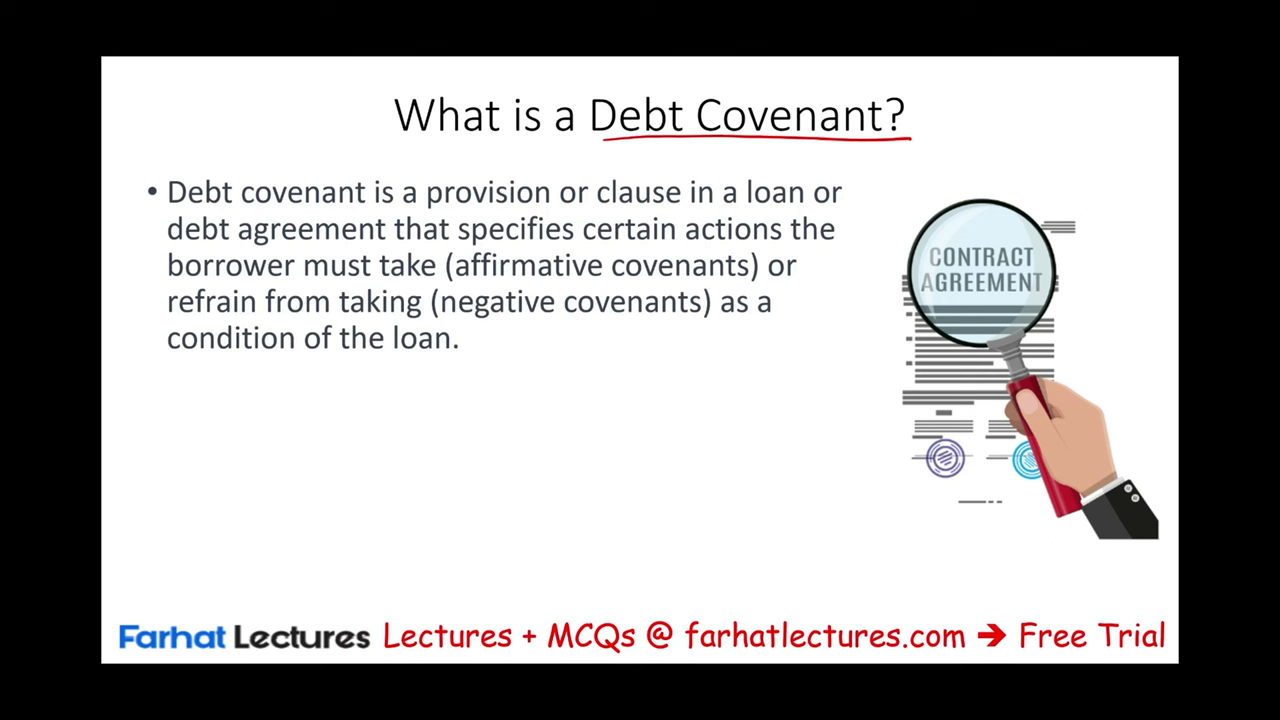 What is a Debt Covenant?
• Debt covenant is a provision or clause in a loan or
debt agreement that specifies certain actions the
borrower must take (affirmative covenants) or
refrain from taking (negative covenants) as a
condition of the loan.
CONTRACT
AGREEMENT
Farhat Lectures Lectures + MCQs @ farhatlectures.com ➔ Free Trial